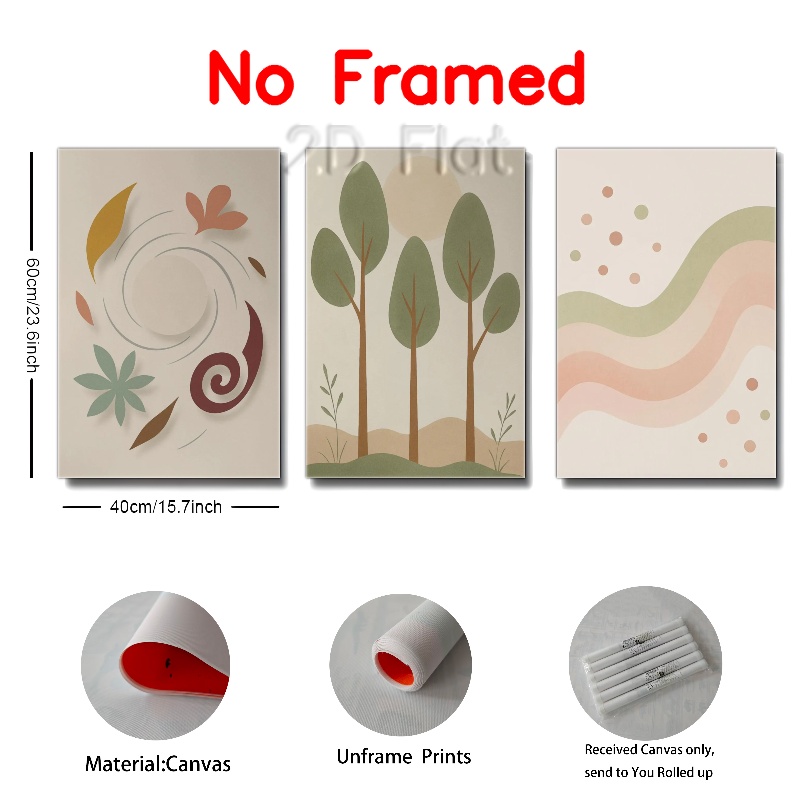 No Framed
2D Flat
60cm/23.6inch
40cm/15.7inch
Material:Canvas
Unframe Prints
Received Canvas only,
send to You Rolled up